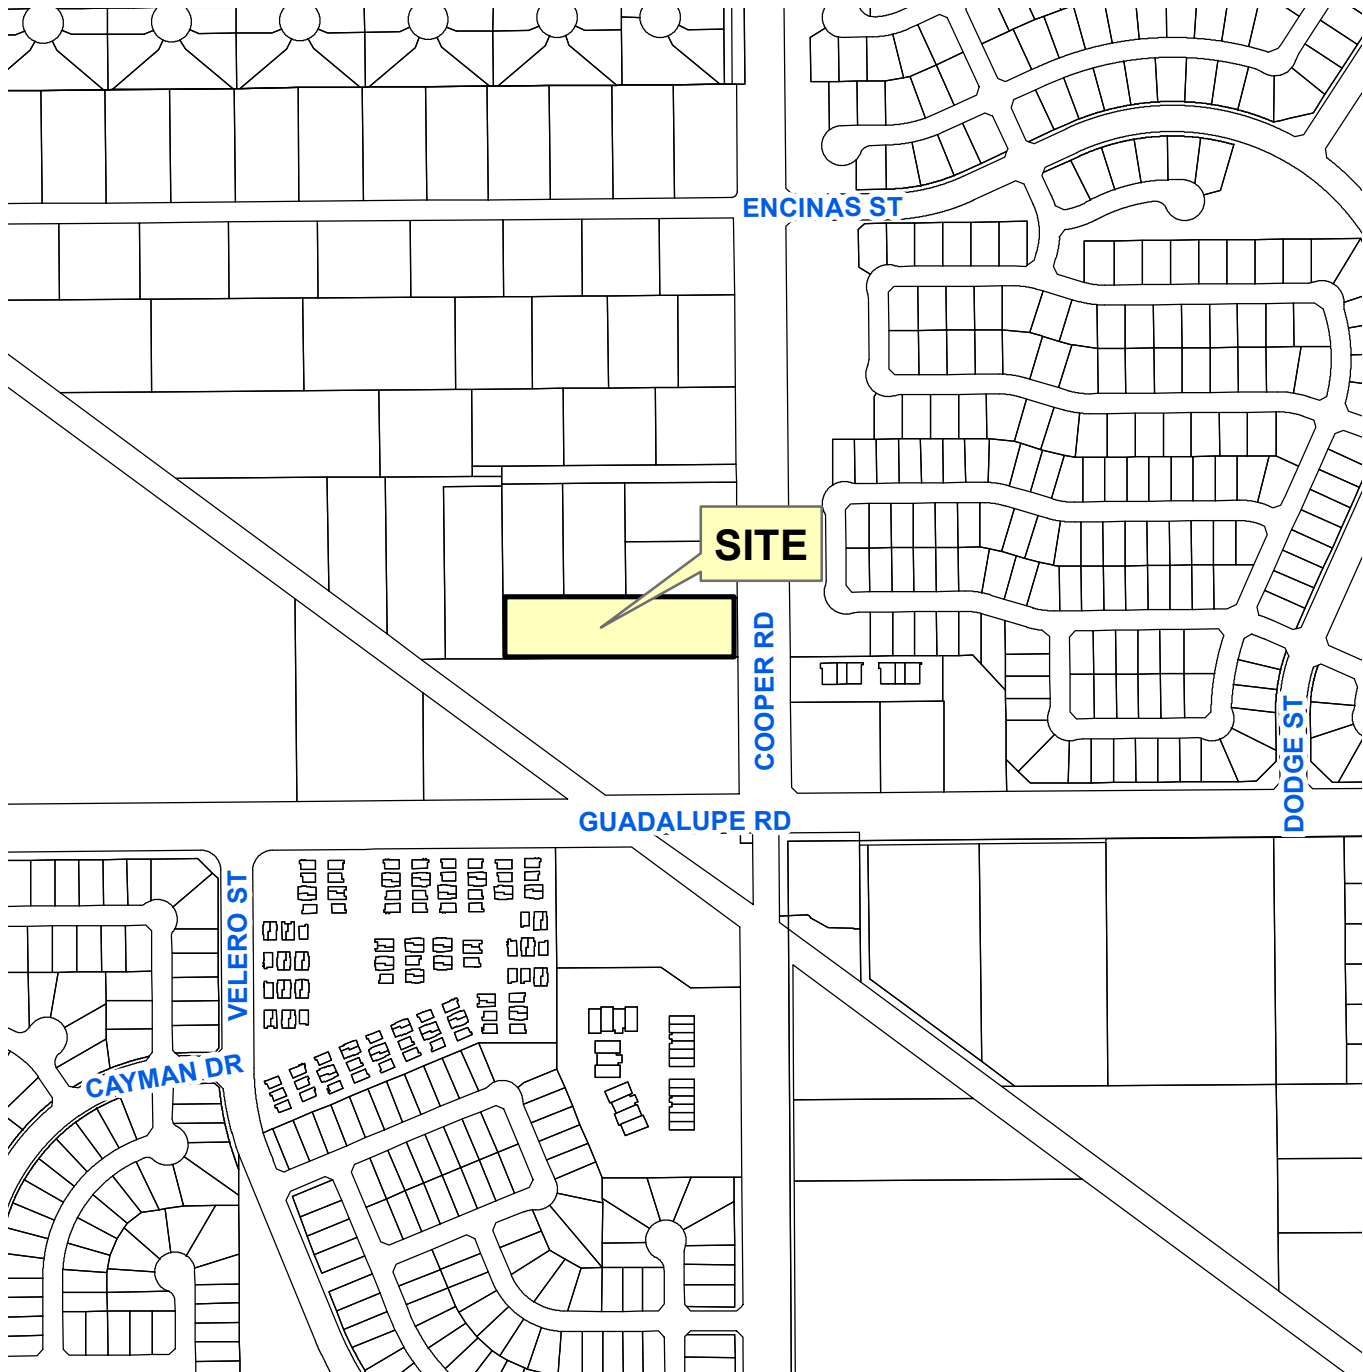 ENCINAS ST
SITE
COOPER RD
DODGE ST
GUADALUPE RD
VELERO ST
CAYMAN DR